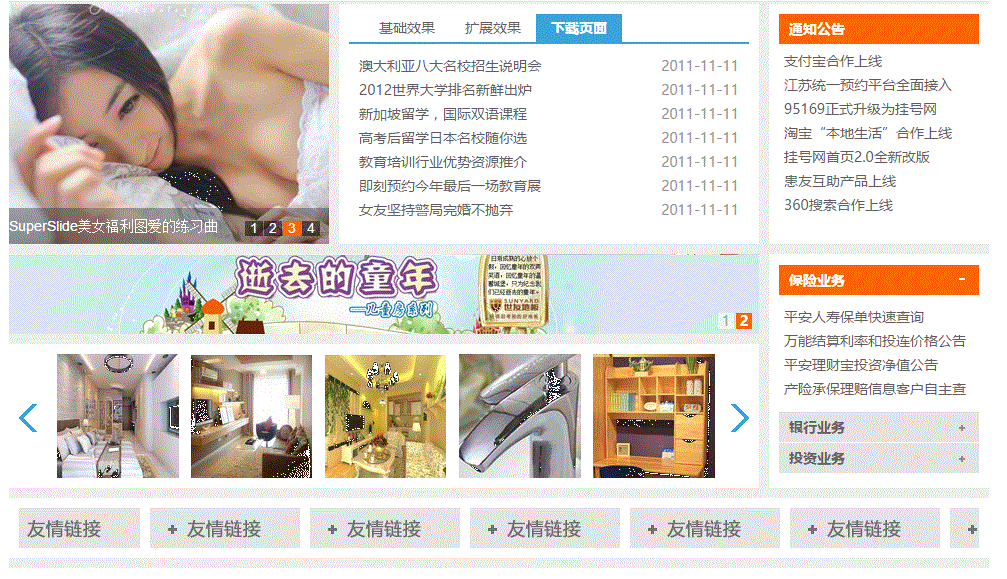 SuperSlide美女福利图爱的练习曲
1 2 3 4
基础效果 扩展效果 下载页面
澳大利亚八大名校招生说明会 2011-11-11
2012世界大学排名新鲜出炉 2011-11-11
新加坡留学，国际双语课程 2011-11-11
高考后留学日本名校随你选 2011-11-11
教育培训行业优势资源推介 2011-11-11
即刻预约今年最后一场教育展 2011-11-11
女友坚持警局完婚不抛弃 2011-11-11
通知公告
支付宝合作上线
江苏统一预约平台全面接入
95169正式升级为挂号网
淘宝“本地生活”合作上线
挂号网首页2.0全新改版
患友互助产品上线
360搜索合作上线
逝去的童年
—儿童房系列
SUNYARD
世友地板
1 2
保险业务 -
平安人寿保单快速查询
万能结算利率和投连价格公告
平安理财宝投资净值公告
产险承保理赔信息客户自主查
银行业务 +
投资业务 +
友情链接 + 友情链接 + 友情链接 + 友情链接 + 友情链接 + 友情链接 +